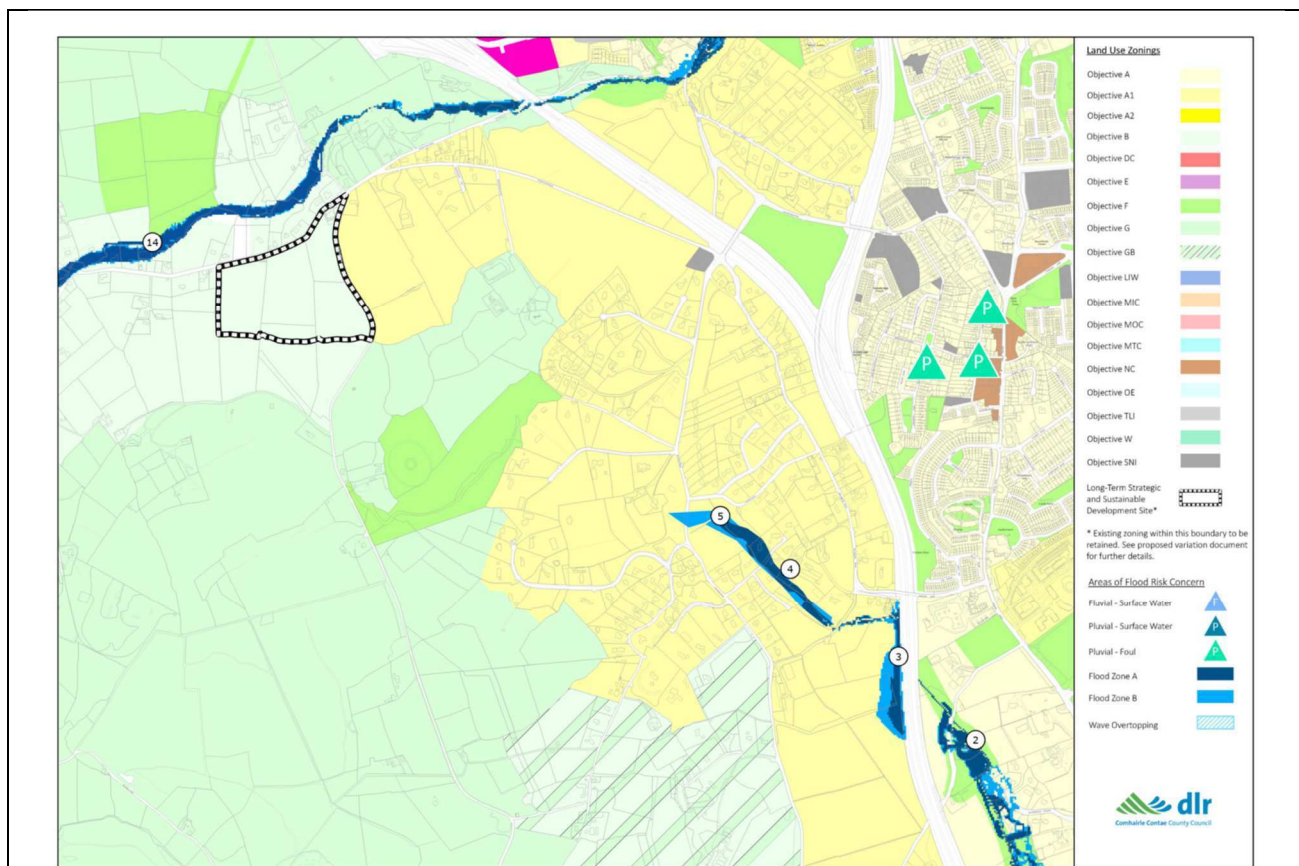 Land Use Zonings
Objective A
Objective A1
Objective A2
Objective B
Objective DC
Objective E
Objective F
Objective G
Objective GB
Objective LIW
Objective MIC
Objective MOC
Objective MTC
Objective NC
Objective OE
Objective TLI
Objective W
Objective SNI
Long-Term Strategic
and Sustainable
Development Site*
* Existing zoning within this boundary to be
retained. See proposed variation document
for further details.
Areas of Flood Risk Concern
Fluvial - Surface Water
F
Pluvial - Surface Water
P
Pluvial - Foul
P
Flood Zone A
Flood Zone B
Wave Overtopping
dlr
Comhairle Contae County Council
14
P
P
P
5
4
3
2